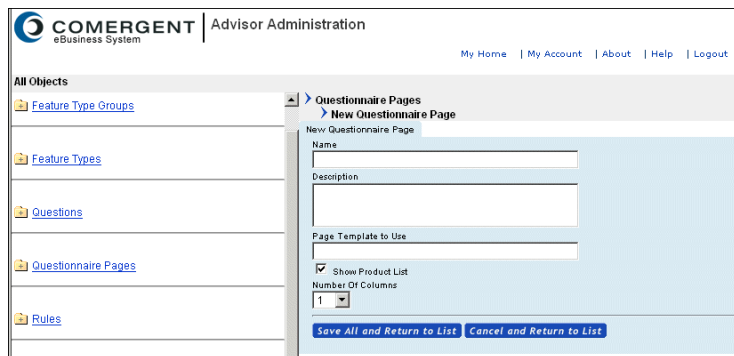 COMERGENT
eBusiness System
Advisor Administration
My Home | My Account | About | Help | Logout
All Objects
Feature Type Groups
Feature Types
Questions
Questionnaire Pages
Rules
Questionnaire Pages
New Questionnaire Page
New Questionnaire Page
Name
Description
Page Template to Use
Show Product List
Number Of Columns
1
Save All and Return to List Cancel and Return to List